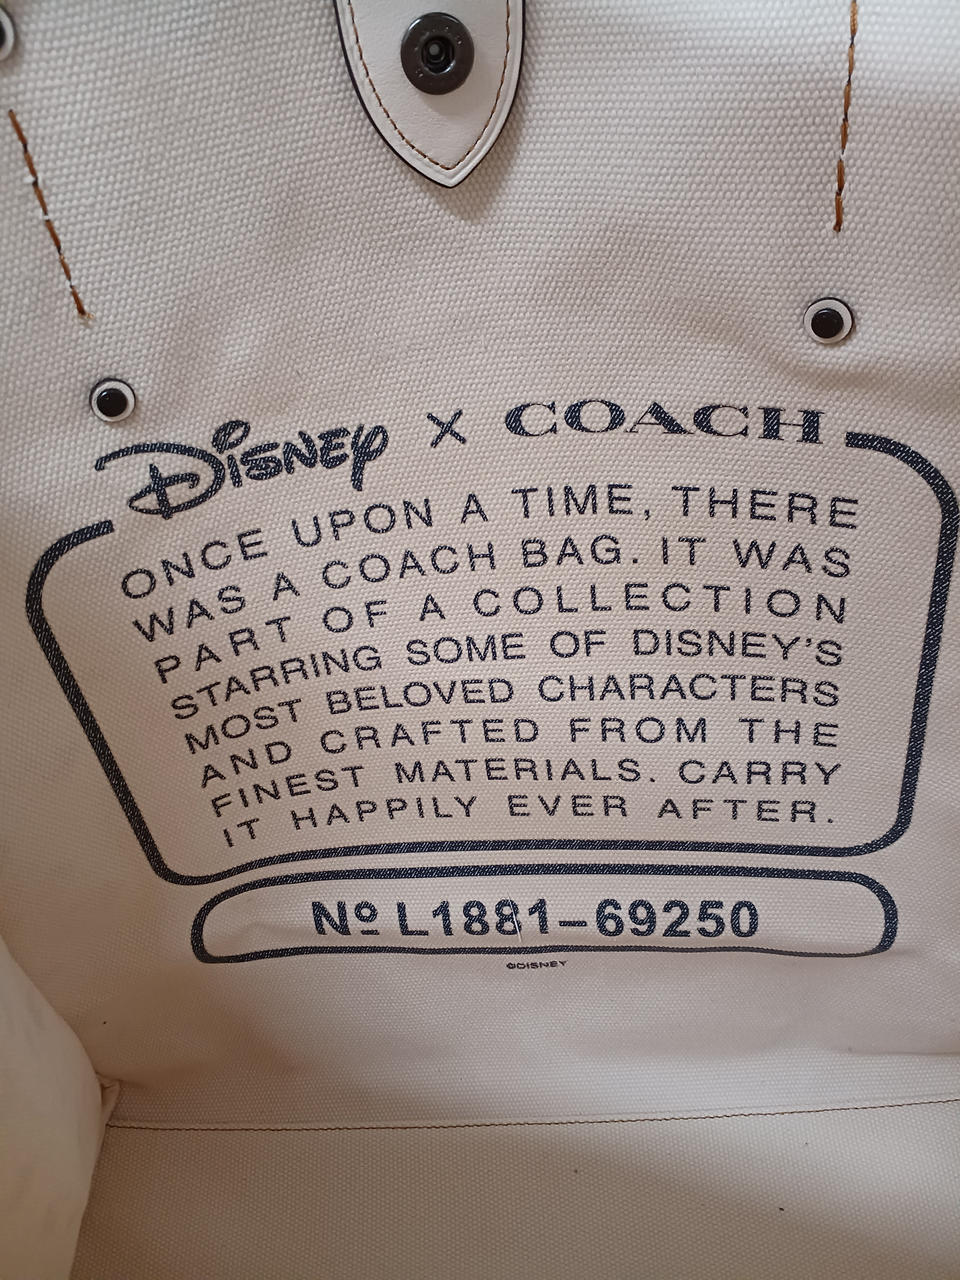 Disney X COACH
ONCE UPON A TIME, THERE
WAS A COACH BAG. IT WAS
PART OF A COLLECTION
STARRING SOME OF DISNEY'S
MOST BELOVED CHARACTERS
AND CRAFTED FROM THE
FINEST MATERIALS. CARRY
IT HAPPILY EVER AFTER.
Nº L1881-69250
©DISNEY